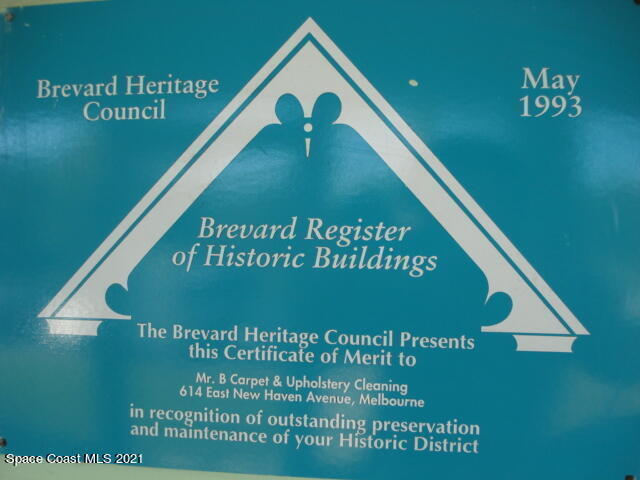 Brevard Heritage
Council
May
1993
Brevard Register
of Historic Buildings
The Brevard Heritage Council Presents
this Certificate of Merit to
Mr. B Carpet & Upholstery Cleaning
614 East New Haven Avenue, Melbourne
in recognition of outstanding preservation
and maintenance of your Historic District
Space Coast MLS 2021